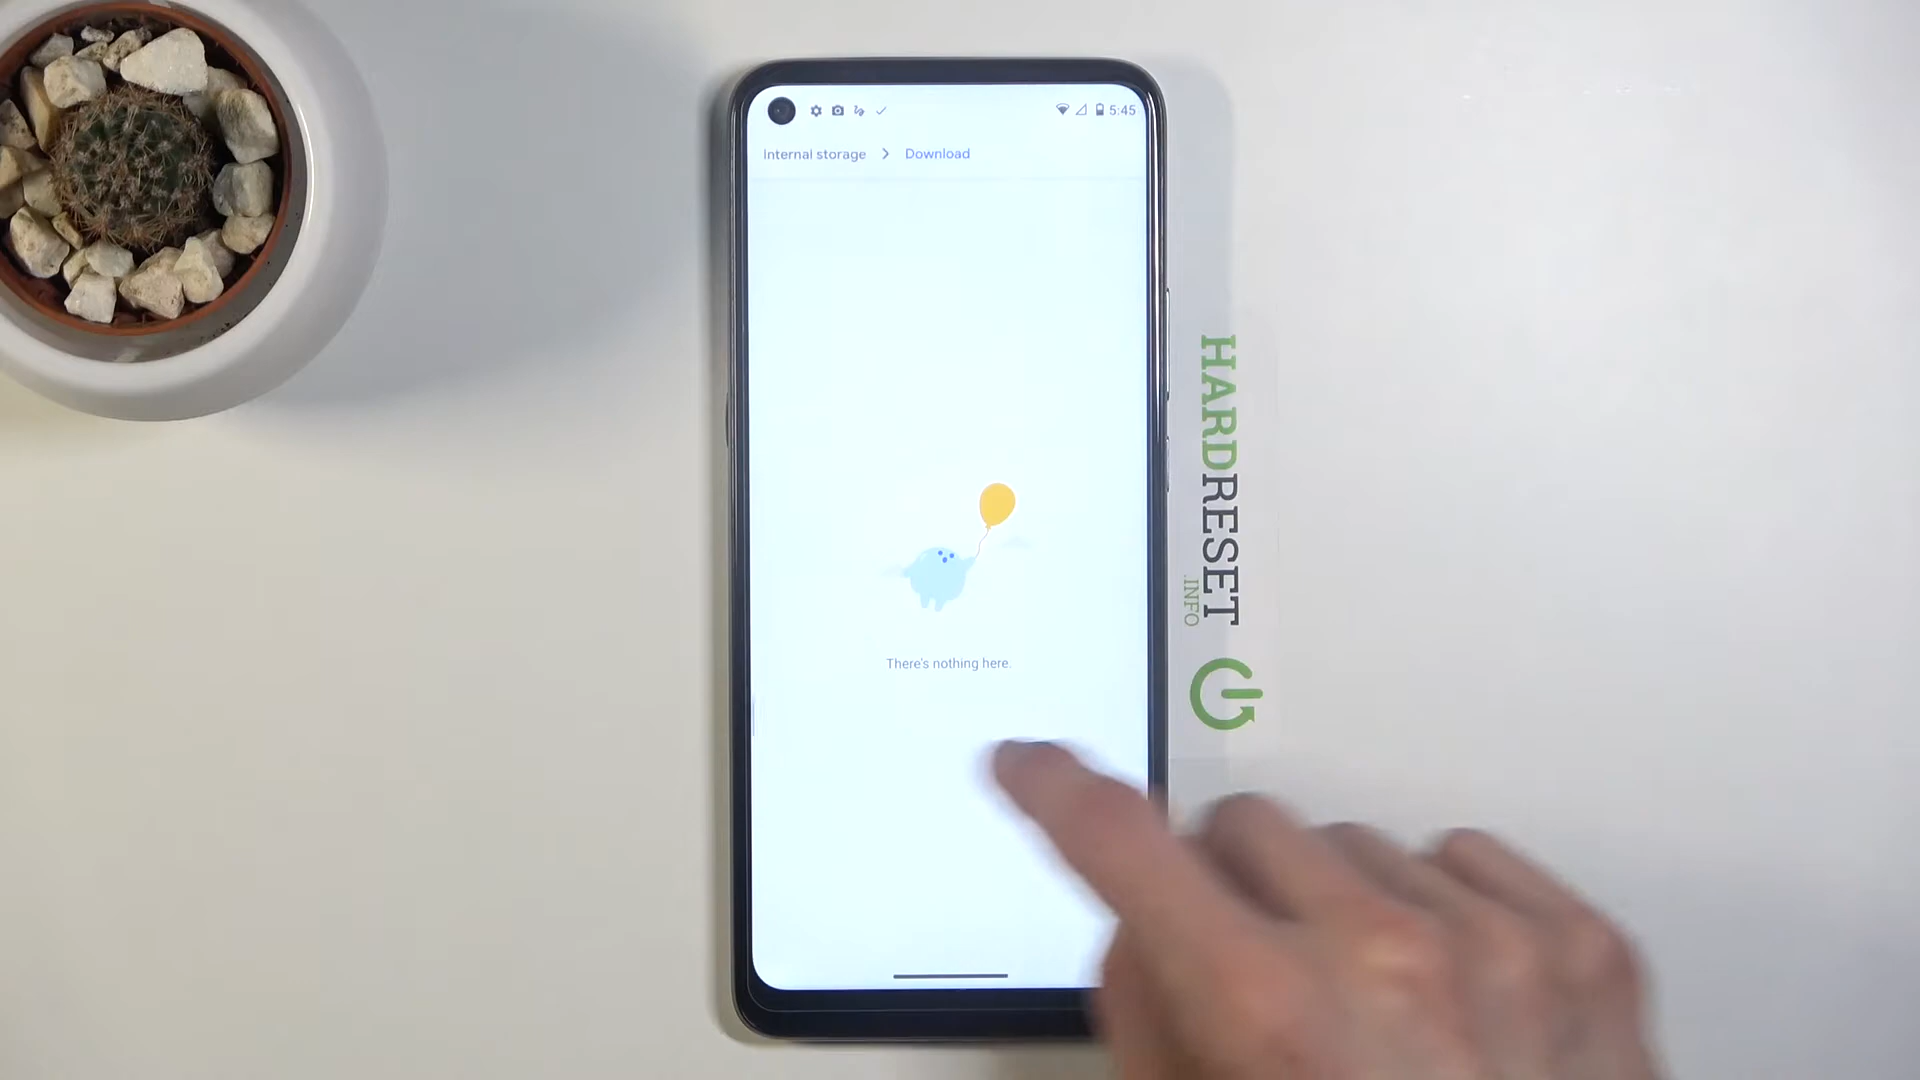 5:45
Internal storage > Download
There's nothing here.
HARDRESET
.INFO